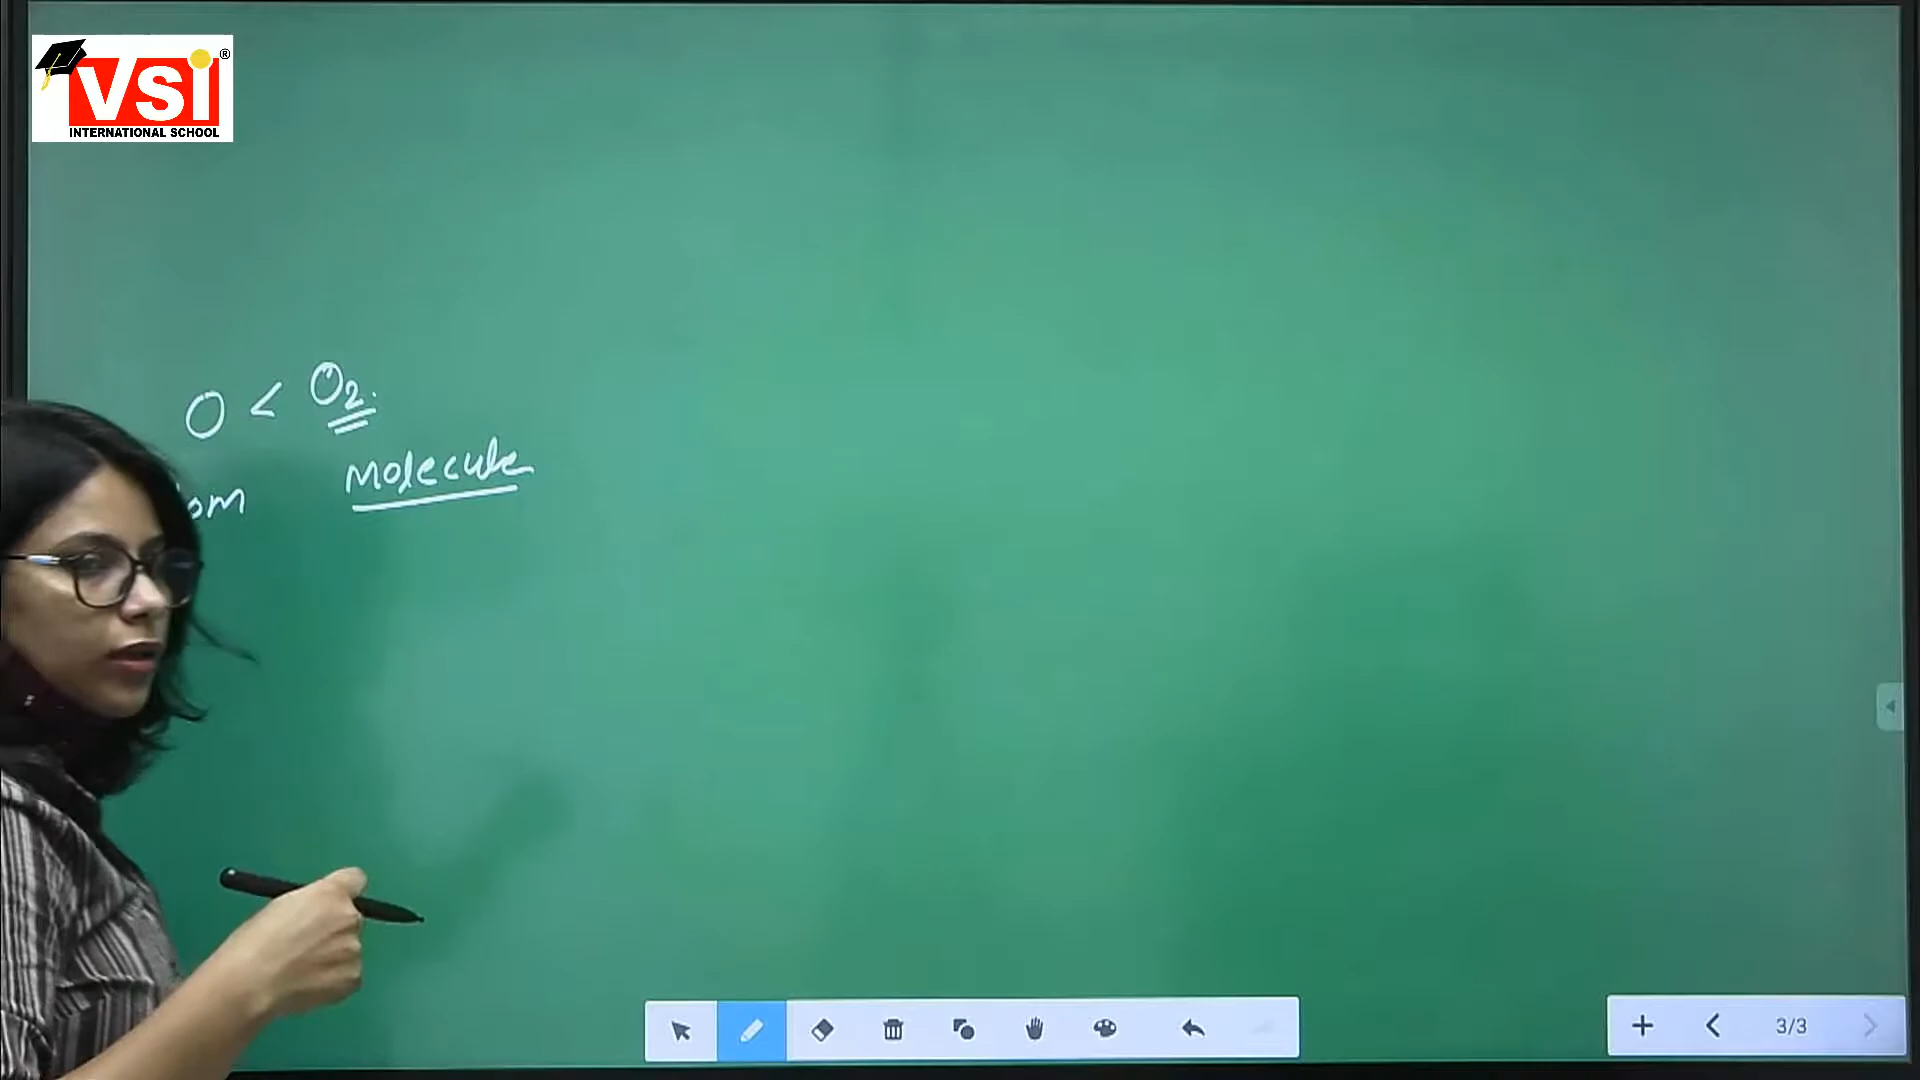 vsi®
INTERNATIONAL SCHOOL
O < O₂.
Molecule
3/3